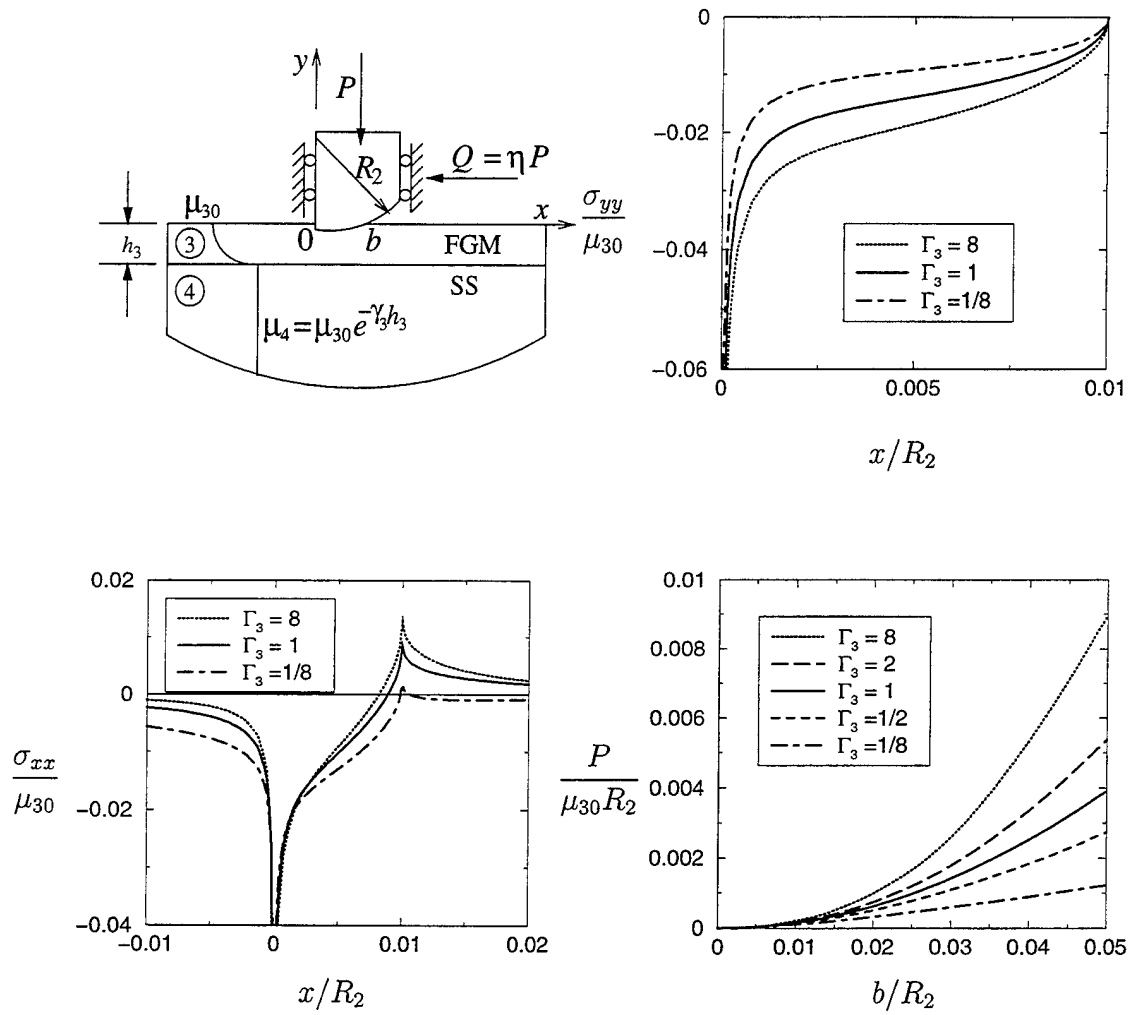 y
P
Q = ηP
R₂
μ₃₀
h₃
③
0
b
x
FGM
④
SS
μ₄ = μ₃₀e^{-γ₃h₃}
σ_yy / μ₃₀
0
−0.02
−0.04
−0.06
Γ₃ = 8
Γ₃ = 1
Γ₃ =1/8
0
0.005
0.01
x/R₂
σ_xx / μ₃₀
0.02
0
−0.02
−0.04
Γ₃ = 8
Γ₃ = 1
Γ₃ =1/8
−0.01
0
0.01
0.02
x/R₂
P / μ₃₀R₂
0.01
0.008
0.006
0.004
0.002
0
Γ₃ = 8
Γ₃ = 2
Γ₃ = 1
Γ₃ =1/2
Γ₃ =1/8
0
0.01
0.02
0.03
0.04
0.05
b/R₂